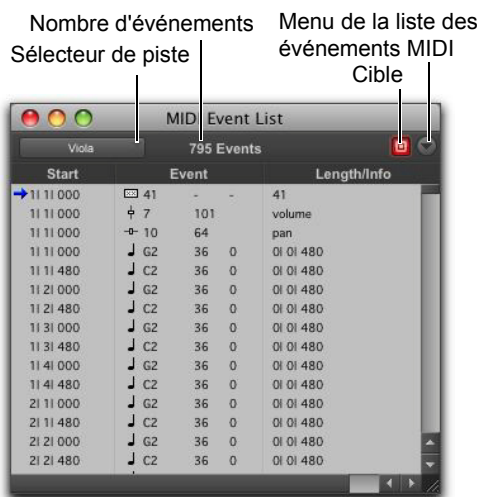 Nombre d'événements
Sélecteur de piste
Menu de la liste des
événements MIDI
Cible
MIDI Event List
Viola 795 Events
Start Event Length/Info
1| 1| 000 41 - - 41
1| 1| 000 7 101 volume
1| 1| 000 10 64 pan
1| 1| 000 G2 36 0 0| 0| 480
1| 1| 480 C2 36 0 0| 0| 480
1| 2| 000 G2 36 0 0| 0| 480
1| 2| 480 C2 36 0 0| 0| 480
1| 3| 000 G2 36 0 0| 0| 480
1| 3| 480 C2 36 0 0| 0| 480
1| 4| 000 G2 36 0 0| 0| 480
1| 4| 480 C2 36 0 0| 0| 480
2| 1| 000 G2 36 0 0| 0| 480
2| 1| 480 C2 36 0 0| 0| 480
2| 2| 000 G2 36 0 0| 0| 480
2| 2| 480 C2 36 0 0| 0| 480